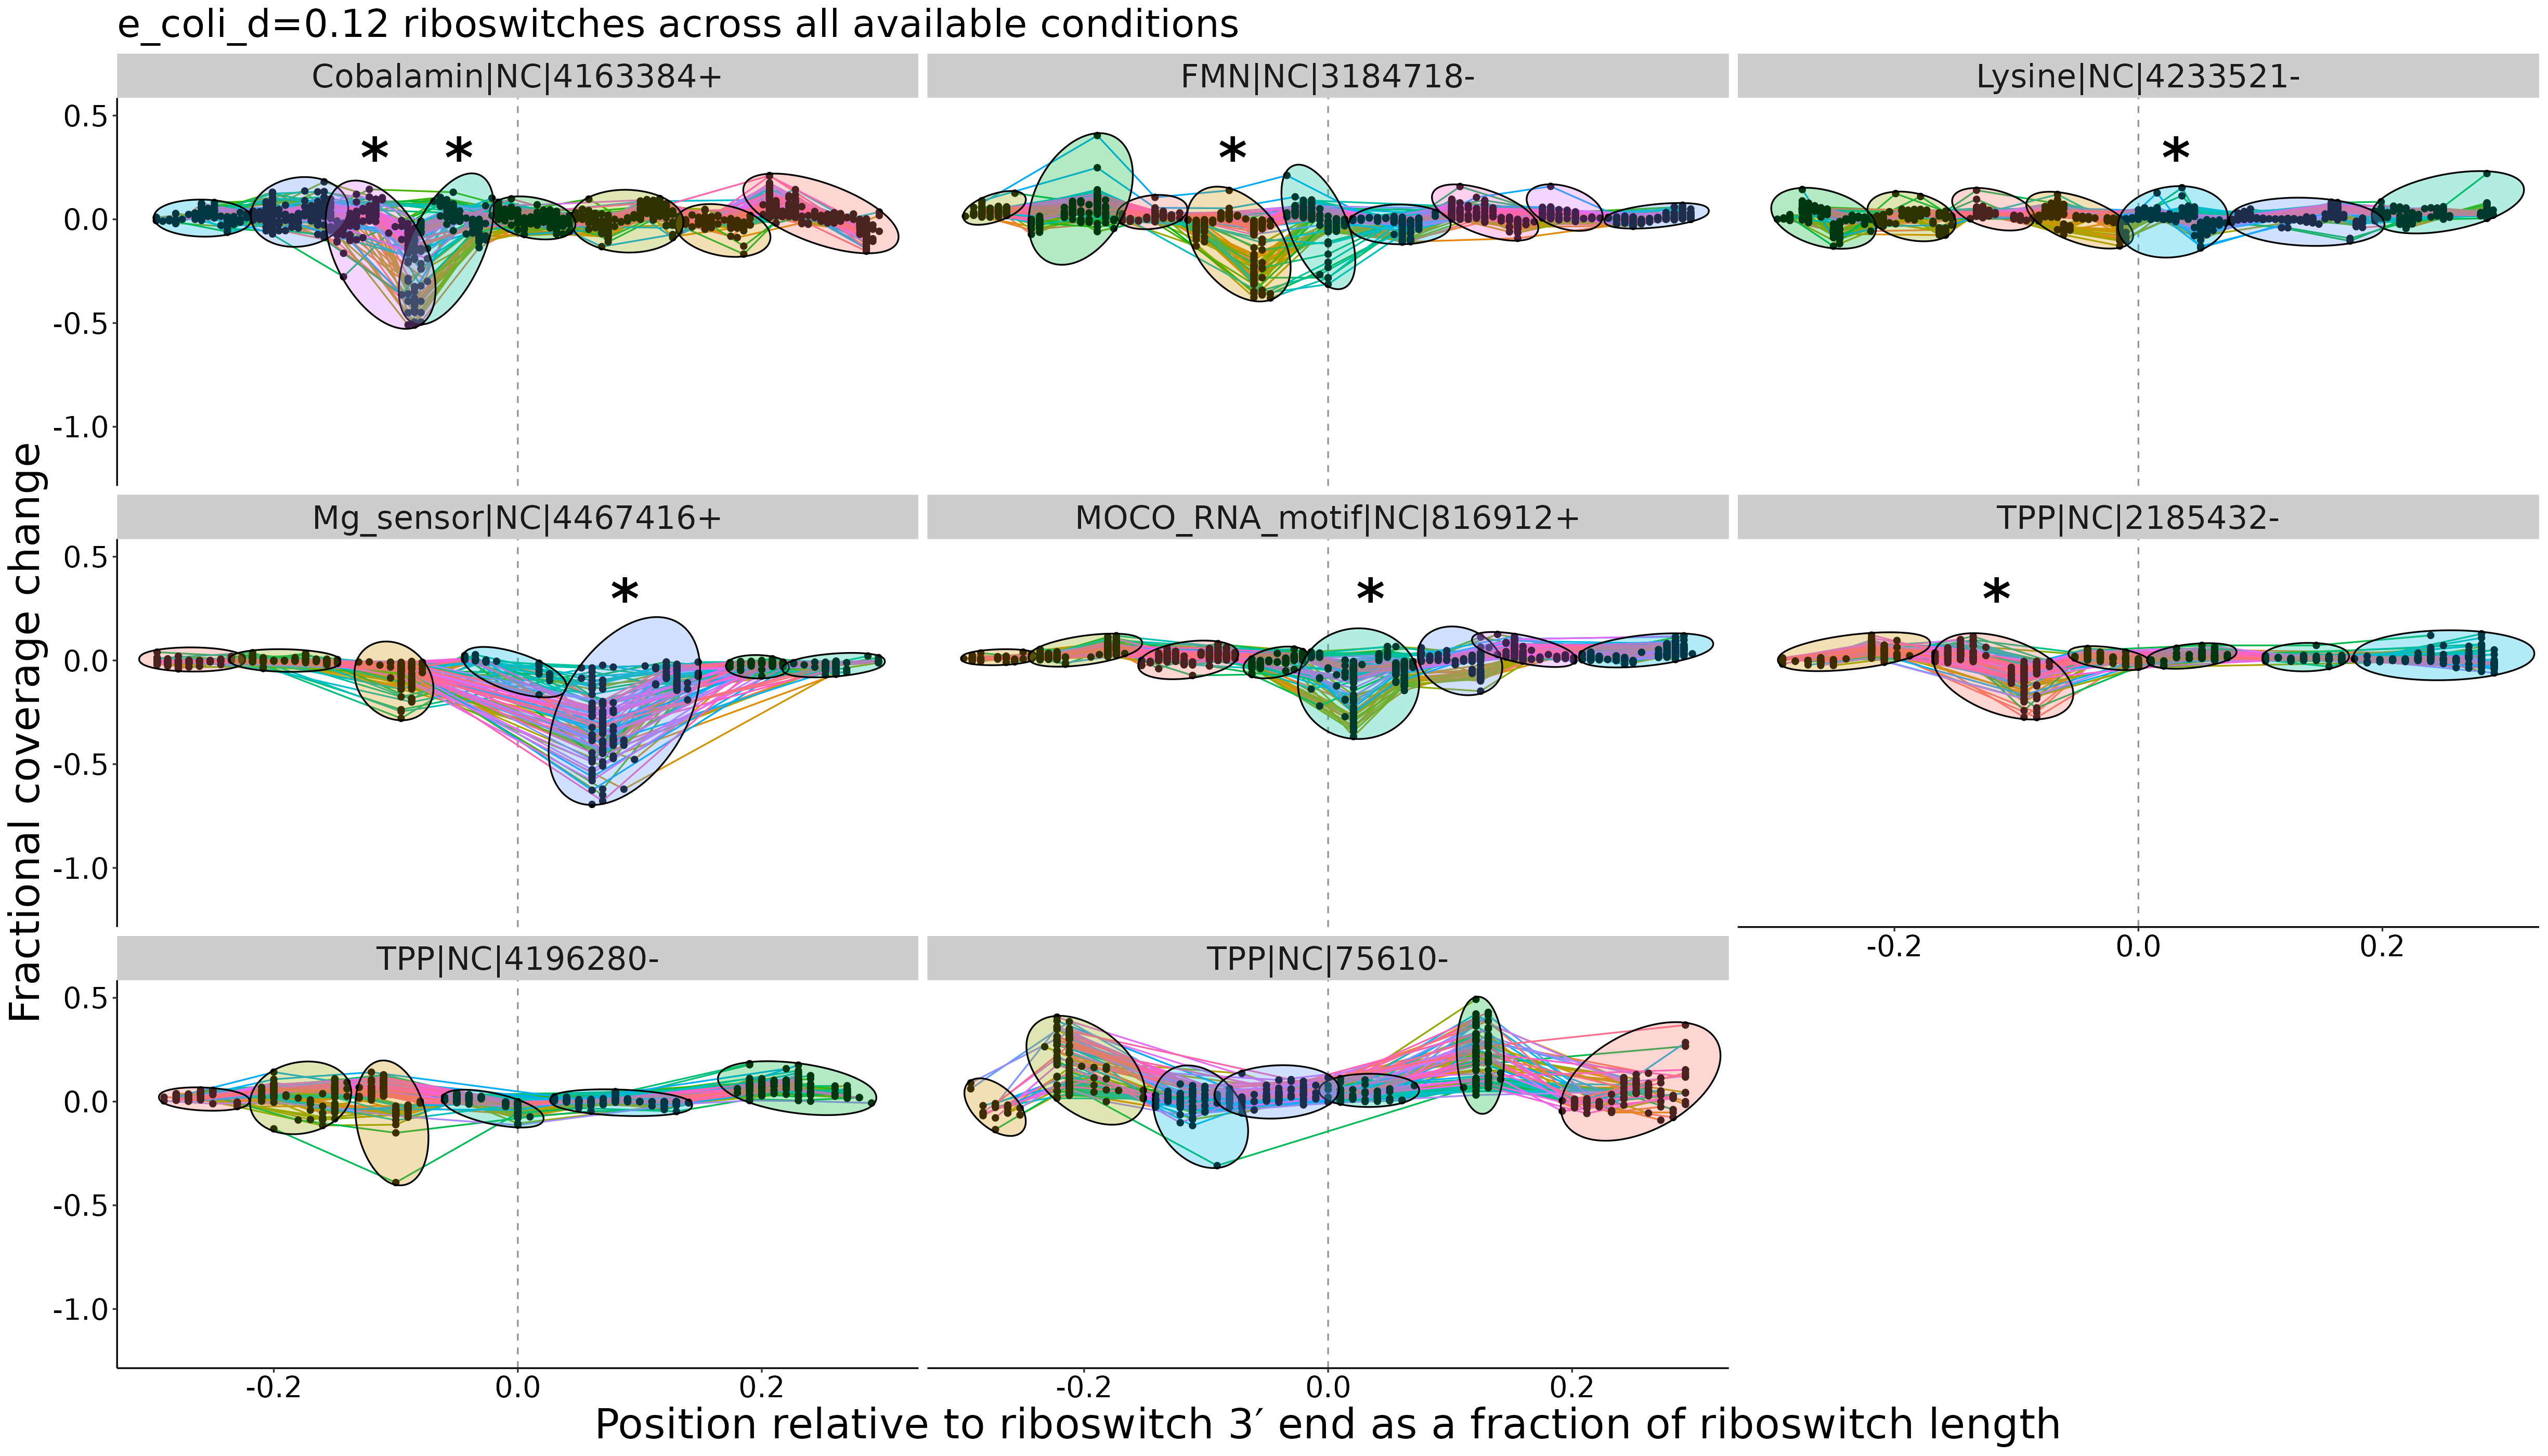 e_coli_d=0.12 riboswitches across all available conditions
Cobalamin|NC|4163384+
FMN|NC|3184718-
Lysine|NC|4233521-
0.5
0.0
-0.5
-1.0
*
*
*
*
Mg_sensor|NC|4467416+
MOCO_RNA_motif|NC|816912+
TPP|NC|2185432-
0.5
0.0
-0.5
-1.0
*
*
*
-0.2 0.0 0.2
TPP|NC|4196280-
TPP|NC|75610-
0.5
0.0
-0.5
-1.0
-0.2 0.0 0.2
-0.2 0.0 0.2
Position relative to riboswitch 3′ end as a fraction of riboswitch length
Fractional coverage change